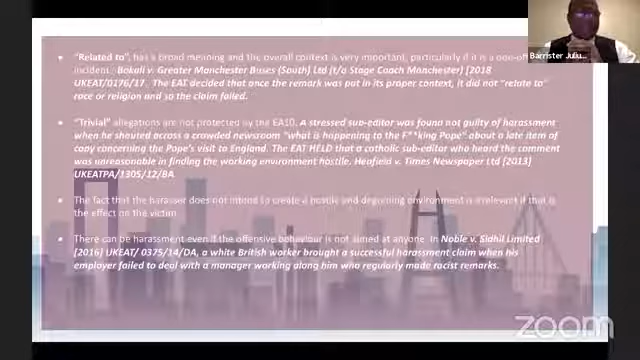 Barrister Juliu...
• "Related to", has a broad meaning and the overall context is very important, particularly if it is a one-off
incident. Bakali v. Greater Manchester Buses (South) Ltd (t/a Stage Coach Manchester) [2018
UKEAT/0176/17. The EAT decided that once the remark was put in its proper context, it did not "relate to"
race or religion and so the claim failed.
• "Trivial" allegations are not protected by the EA10. A stressed sub-editor was found not guilty of harassment
when he shouted across a crowded newsroom "what is happening to the F**king Pope" about a late item of
copy concerning the Pope's visit to England. The EAT HELD that a catholic sub-editor who heard the comment
was unreasonable in finding the working environment hostile. Heafield v. Times Newspaper Ltd [2013]
UKEATPA/1305/12/BA
• The fact that the harasser does not intend to create a hostile and degrading environment is irrelevant if that is
the effect on the victim
• There can be harassment even if the offensive behaviour is not aimed at anyone. In Noble v. Sidhil Limited
[2016] UKEAT/ 0375/14/DA, a white British worker brought a successful harassment claim when his
employer failed to deal with a manager working along him who regularly made racist remarks.
zoom